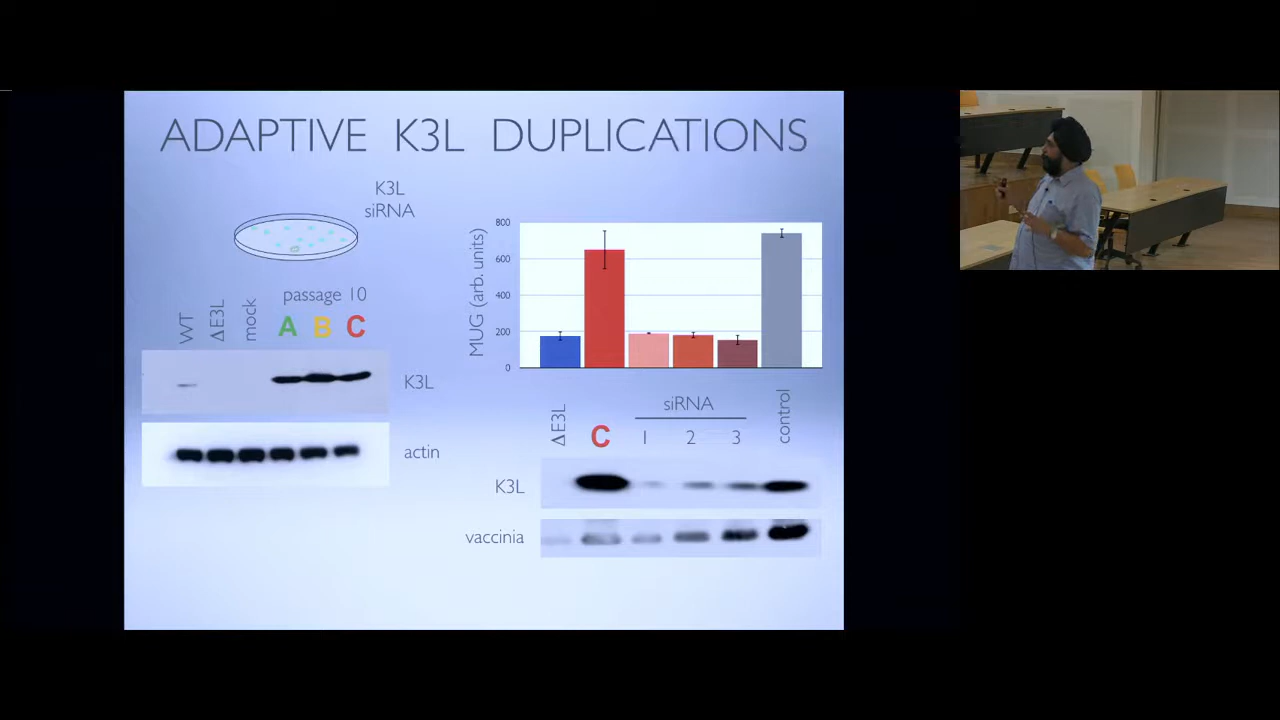 ADAPTIVE K3L DUPLICATIONS
K3L
siRNA
passage 10
WT
ΔE3L
mock
A B C
K3L
actin
MUG (arb. units)
800
600
400
200
0
ΔE3L
C
siRNA
1 2 3
control
K3L
vaccinia